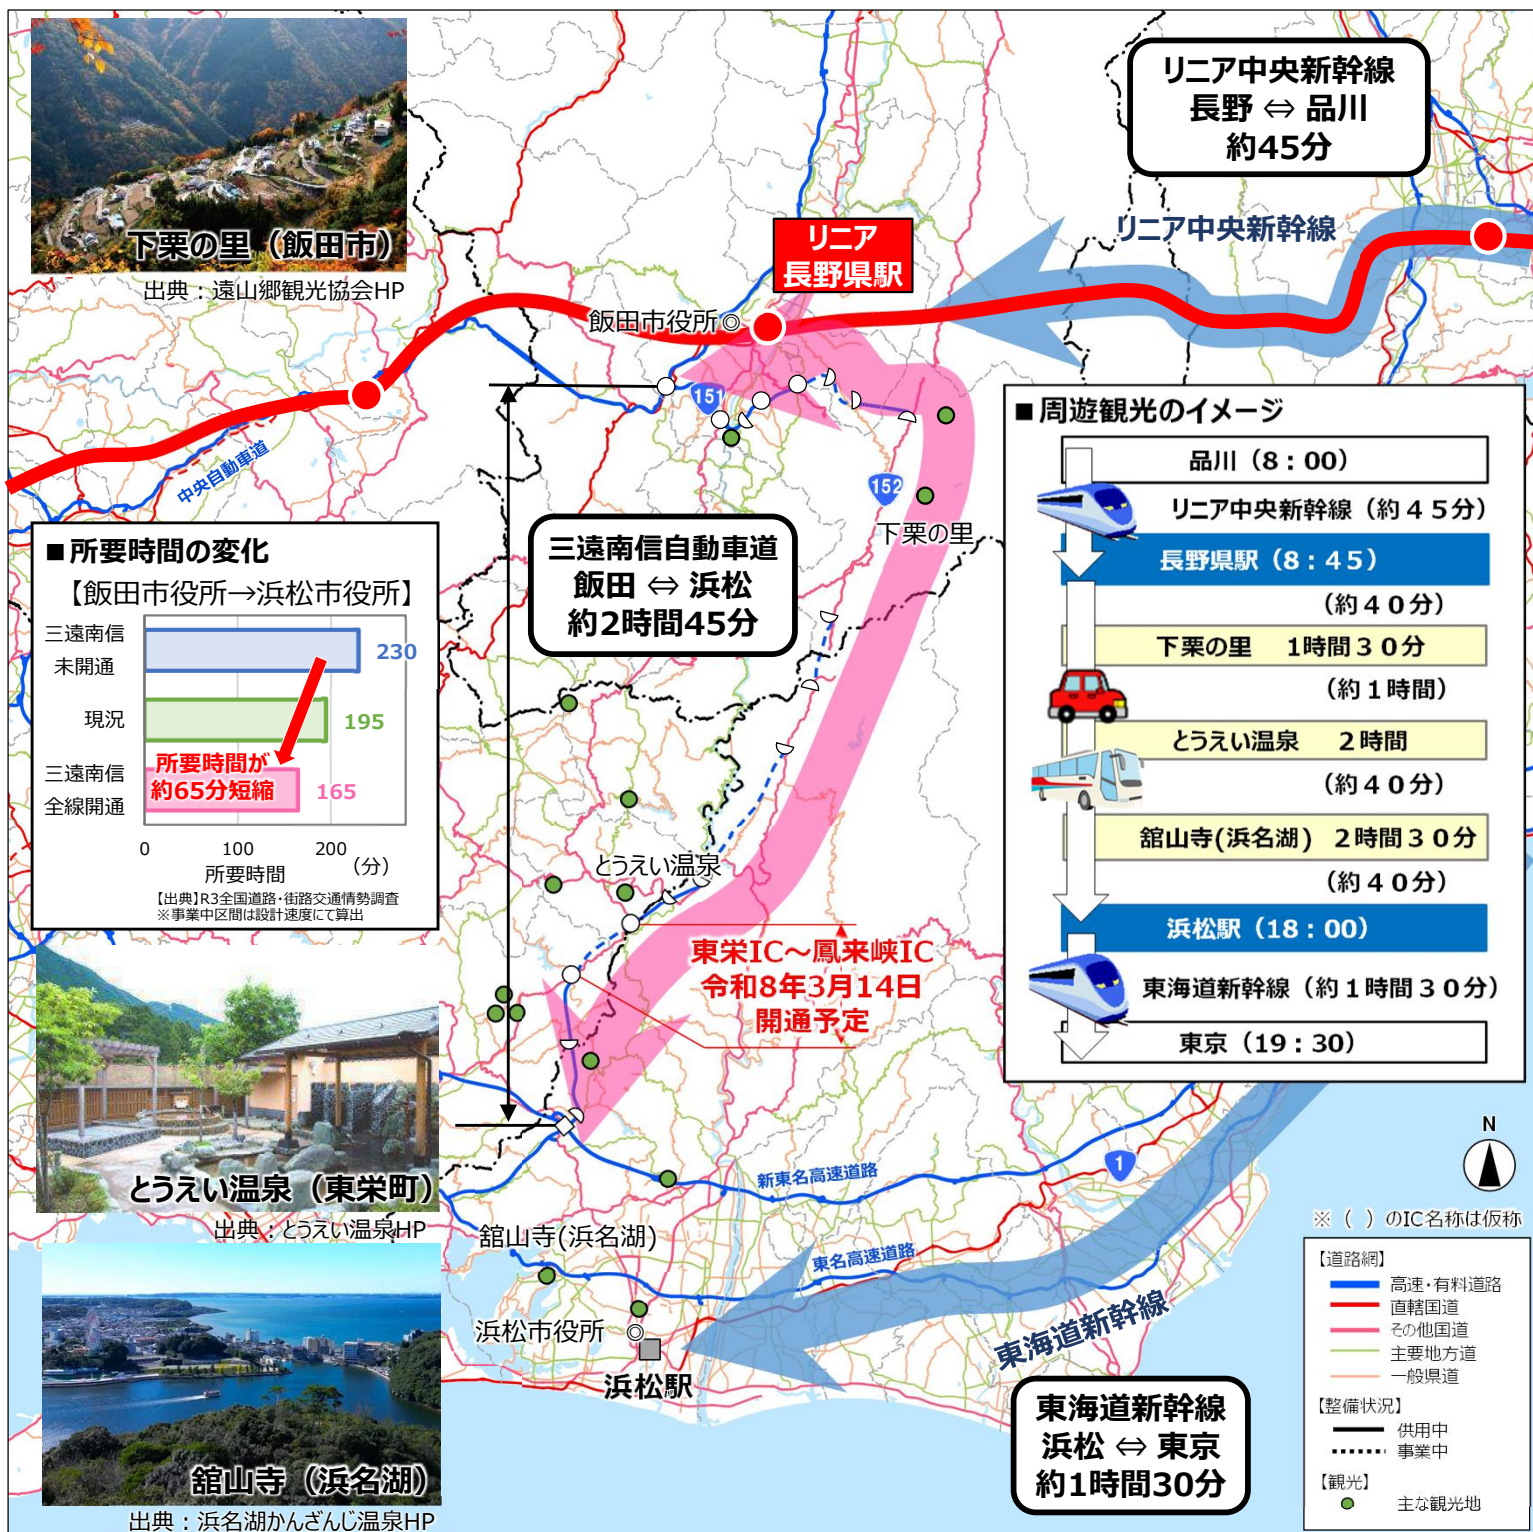 下栗の里（飯田市）
出典：遠山郷観光協会HP
リニア中央新幹線
長野 ⇔ 品川
約45分
リニア中央新幹線
リニア
長野県駅
飯田市役所◎
151
152
中央自動車道
下栗の里
■所要時間の変化
【飯田市役所→浜松市役所】
三遠南信
未開通
230
現況
195
三遠南信
全線開通
165
所要時間が
約65分短縮
0 100 200
（分）
所要時間
【出典】R3全国道路・街路交通情勢調査
※事業中区間は設計速度にて算出
三遠南信自動車道
飯田 ⇔ 浜松
約2時間45分
■周遊観光のイメージ
品川（8：00）
リニア中央新幹線（約４５分）
長野県駅（8：４５）
（約４０分）
下栗の里　1時間３０分
（約１時間）
とうえい温泉　２時間
（約４０分）
舘山寺(浜名湖)　２時間３０分
（約４０分）
浜松駅（18：00）
東海道新幹線（約１時間３０分）
東京（19：30）
とうえい温泉
東栄IC～鳳来峡IC
令和8年3月14日
開通予定
とうえい温泉（東栄町）
出典：とうえい温泉HP
新東名高速道路
1
舘山寺(浜名湖)
東名高速道路
浜松市役所 ◎
浜松駅
東海道新幹線
東海道新幹線
浜松 ⇔ 東京
約1時間30分
舘山寺（浜名湖）
出典：浜名湖かんざんじ温泉HP
N
※（ ）のIC名称は仮称
【道路網】
高速・有料道路
直轄国道
その他国道
主要地方道
一般県道
【整備状況】
供用中
事業中
【観光】
主な観光地